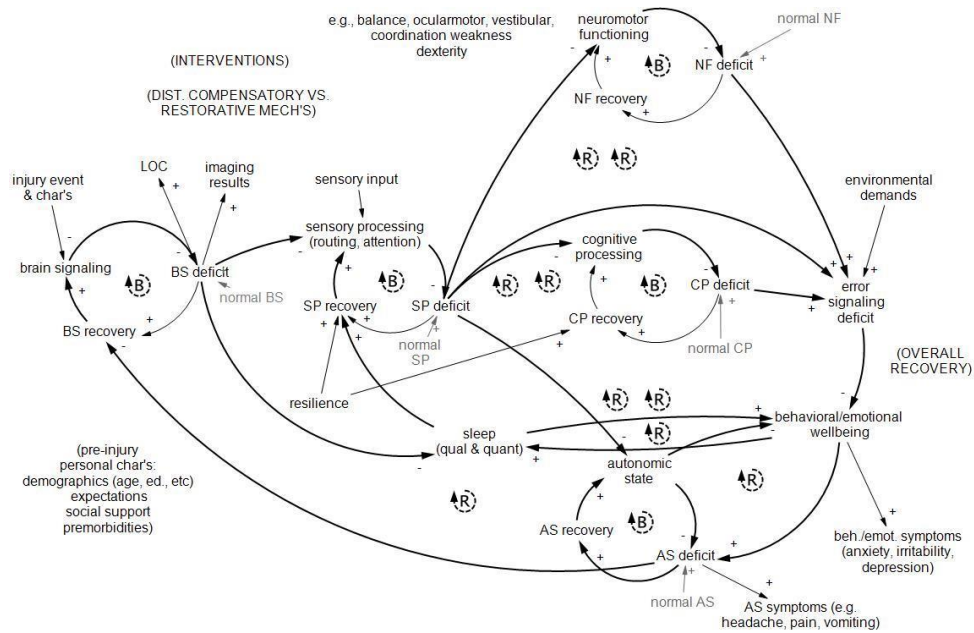 e.g., balance, ocularmotor, vestibular,
coordination weakness
dexterity
neuromotor
functioning
normal NF
NF deficit
NF recovery
B
(INTERVENTIONS)
(DIST. COMPENSATORY VS.
RESTORATIVE MECH'S)
R
R
LOC
imaging
results
injury event
& char's
sensory input
environmental
demands
sensory processing
(routing, attention)
cognitive
processing
brain signaling
BS deficit
B
normal BS
BS recovery
B
SP recovery
SP deficit
normal
SP
R
R
B
CP deficit
CP recovery
normal CP
error
signaling
deficit
(OVERALL
RECOVERY)
resilience
R
R
R
behavioral/emotional
wellbeing
sleep
(qual & quant)
autonomic
state
(pre-injury
personal char's:
demographics (age, ed., etc)
expectations
social support
premorbidities)
R
R
AS recovery
B
AS deficit
normal AS
beh./emot. symptoms
(anxiety, irritability,
depression)
AS symptoms (e.g.
headache, pain, vomiting)